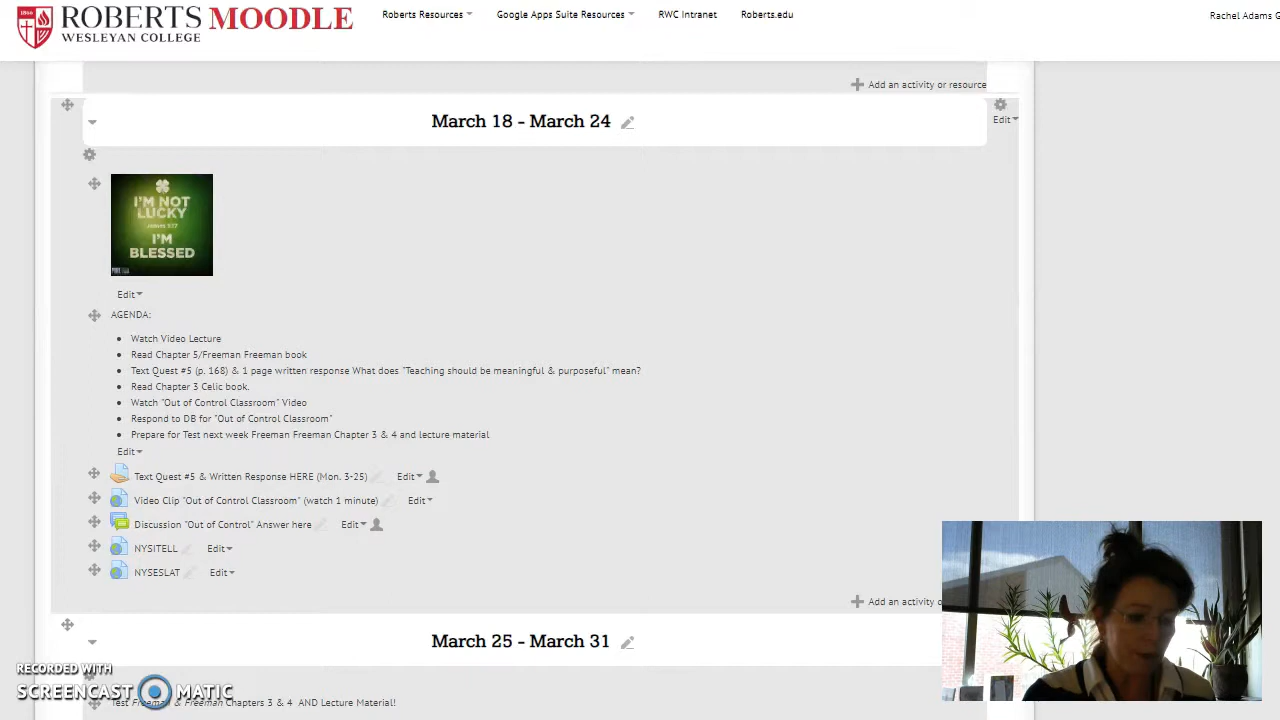 1866
ROBERTS MOODLE
WESLEYAN COLLEGE
Roberts Resources
Google Apps Suite Resources
RWC Intranet
Roberts.edu
Rachel Adams G
Add an activity or resource
March 18 - March 24
Edit
I'M NOT
LUCKY
I'M
BLESSED
Edit
AGENDA:
Watch Video Lecture
Read Chapter 5/Freeman Freeman book
Text Quest #5 (p. 168) & 1 page written response What does "Teaching should be meaningful & purposeful" mean?
Read Chapter 3 Celic book.
Watch "Out of Control Classroom" Video
Respond to DB for "Out of Control Classroom"
Prepare for Test next week Freeman Freeman Chapter 3 & 4 and lecture material
Edit
Text Quest #5 & Written Response HERE (Mon. 3-25) Edit
Video Clip "Out of Control Classroom" (watch 1 minute) Edit
Discussion "Out of Control" Answer here Edit
NYSITELL Edit
NYSESLAT Edit
Add an activity o
March 25 - March 31
RECORDED WITH
SCREENCAST MATIC
Test Freeman & Freeman Chapters 3 & 4 AND Lecture Material!